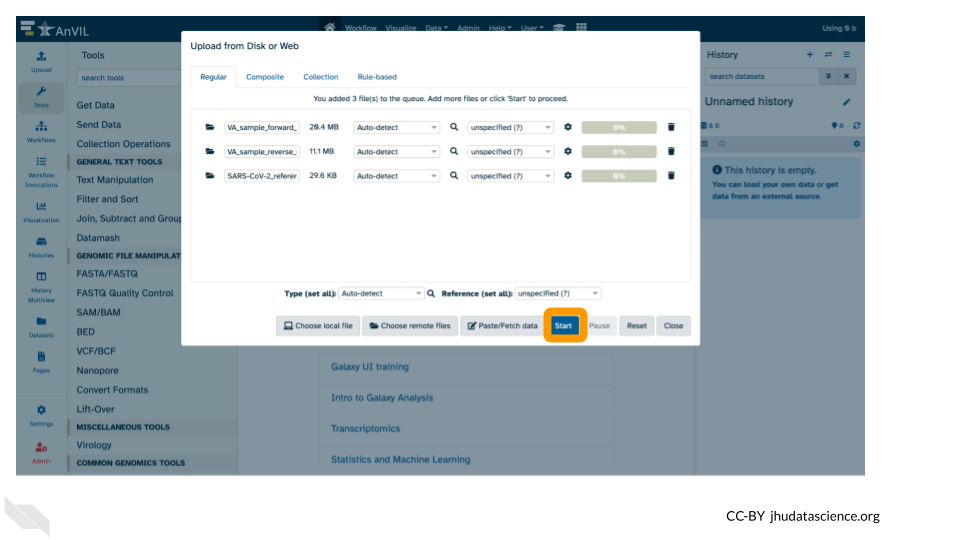 AnVIL
Workflow Visualize Data Admin Help User
Using 0 b
Upload
Tools
Workflows
Workflow
Invocations
Visualization
Histories
History
Multiview
Datasets
Pages
Settings
Admin
Tools
search tools
Get Data
Send Data
Collection Operations
GENERAL TEXT TOOLS
Text Manipulation
Filter and Sort
Join, Subtract and Group
Datamash
GENOMIC FILE MANIPULAT
FASTA/FASTQ
FASTQ Quality Control
SAM/BAM
BED
VCF/BCF
Nanopore
Convert Formats
Lift-Over
MISCELLANEOUS TOOLS
Virology
COMMON GENOMICS TOOLS
Upload from Disk or Web
Regular Composite Collection Rule-based
You added 3 file(s) to the queue. Add more files or click 'Start' to proceed.
VA_sample_forward_ 20.4 MB Auto-detect unspecified (?) 0%
VA_sample_reverse_ 11.1 MB Auto-detect unspecified (?) 0%
SARS-CoV-2_referer 29.6 KB Auto-detect unspecified (?) 0%
Type (set all): Auto-detect Reference (set all): unspecified (?)
Choose local file Choose remote files Paste/Fetch data Start Pause Reset Close
Galaxy UI training
Intro to Galaxy Analysis
Transcriptomics
Statistics and Machine Learning
History
search datasets
Unnamed history
0 B 0
This history is empty.
You can load your own data or get
data from an external source.
CC-BY jhudatascience.org